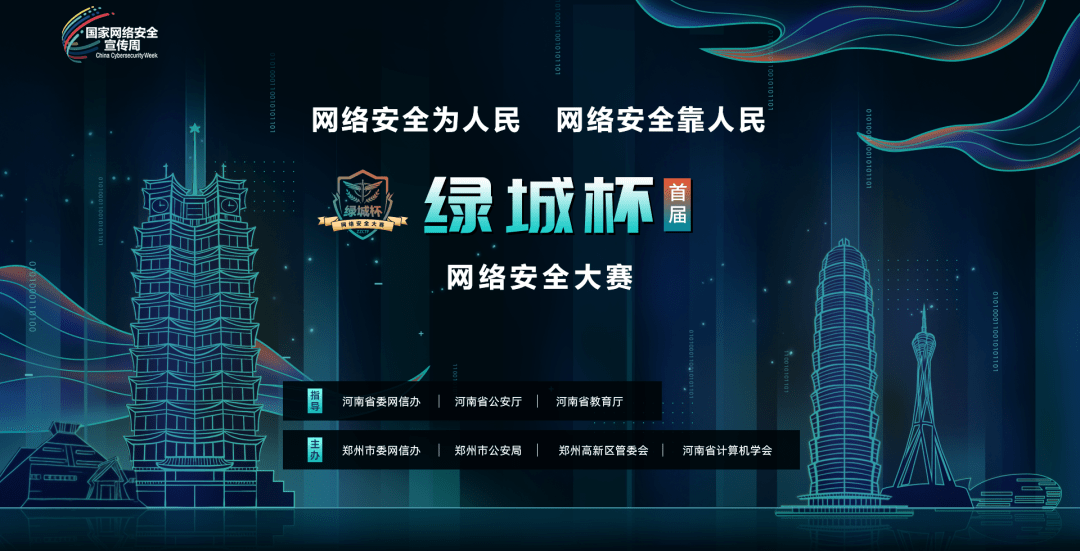 国家网络安全
宣传周
China Cybersecurity Week
网络安全为人民 网络安全靠人民
绿城杯
网络安全大赛
绿城杯
首届
网络安全大赛
指导
河南省委网信办 | 河南省公安厅 | 河南省教育厅
主办
郑州市委网信办 | 郑州市公安局 | 郑州高新区管委会 | 河南省计算机学会